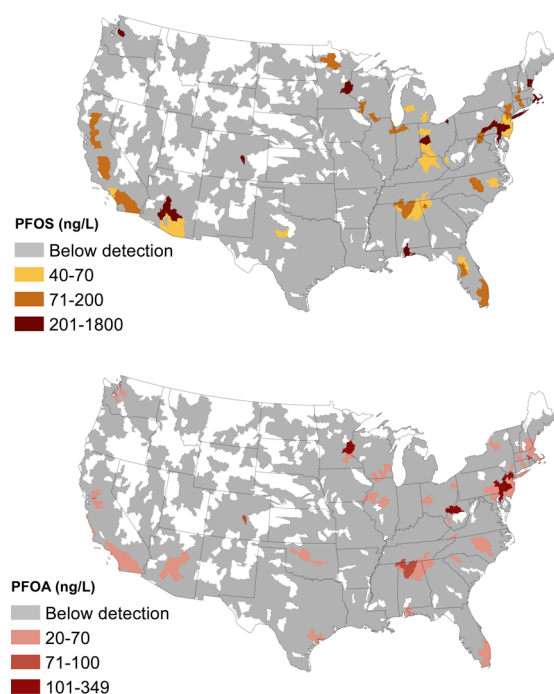 PFOS (ng/L)
Below detection
40-70
71-200
201-1800
PFOA (ng/L)
Below detection
20-70
71-100
101-349